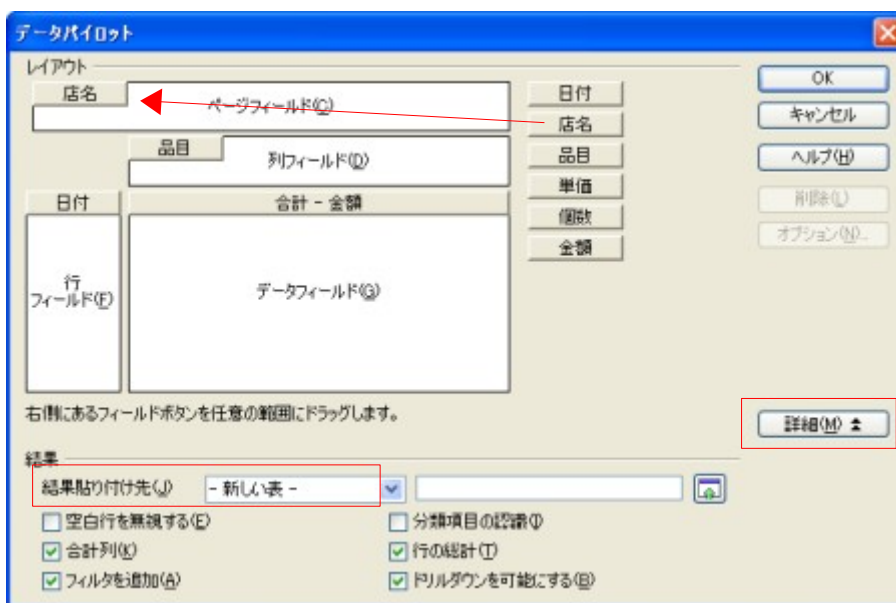 データパイロット
レイアウト
店名
ページフィールド(C)
品目
列フィールド(D)
日付
合計 - 金額
行
フィールド(F)
データフィールド(G)
日付
店名
品目
単価
個数
金額
OK
キャンセル
ヘルプ(H)
削除(L)
オプション(N)...
右側にあるフィールドボタンを任意の範囲にドラッグします。
詳細(M)
結果
結果貼り付け先(J)
- 新しい表 -
空白行を無視する(E)
分類項目の認識(I)
合計列(K)
行の総計(T)
フィルタを追加(A)
ドリルダウンを可能にする(B)